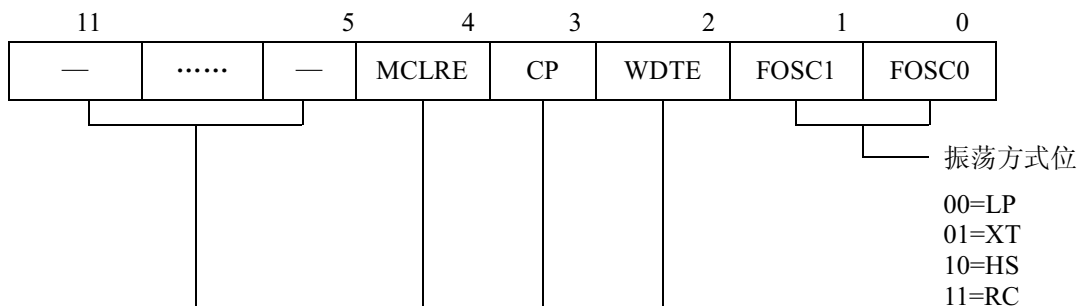 11 5 4 3 2 1 0
— …… — MCLRE CP WDTE FOSC1 FOSC0
振荡方式位
00=LP
01=XT
10=HS
11=RC